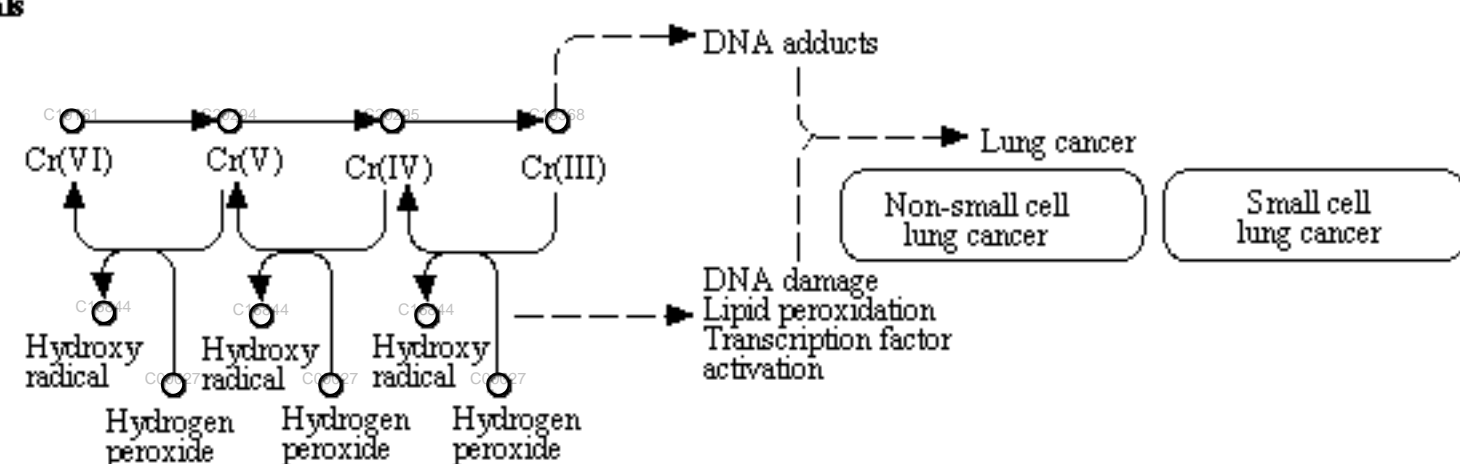 DNA adducts
Cr(VI)
Cr(V)
Cr(IV)
Cr(III)
Lung cancer
Non-small cell
lung cancer
Small cell
lung cancer
DNA damage
Lipid peroxidation
Transcription factor
activation
Hydroxy
radical
Hydroxy
radical
Hydroxy
radical
Hydrogen
peroxide
Hydrogen
peroxide
Hydrogen
peroxide